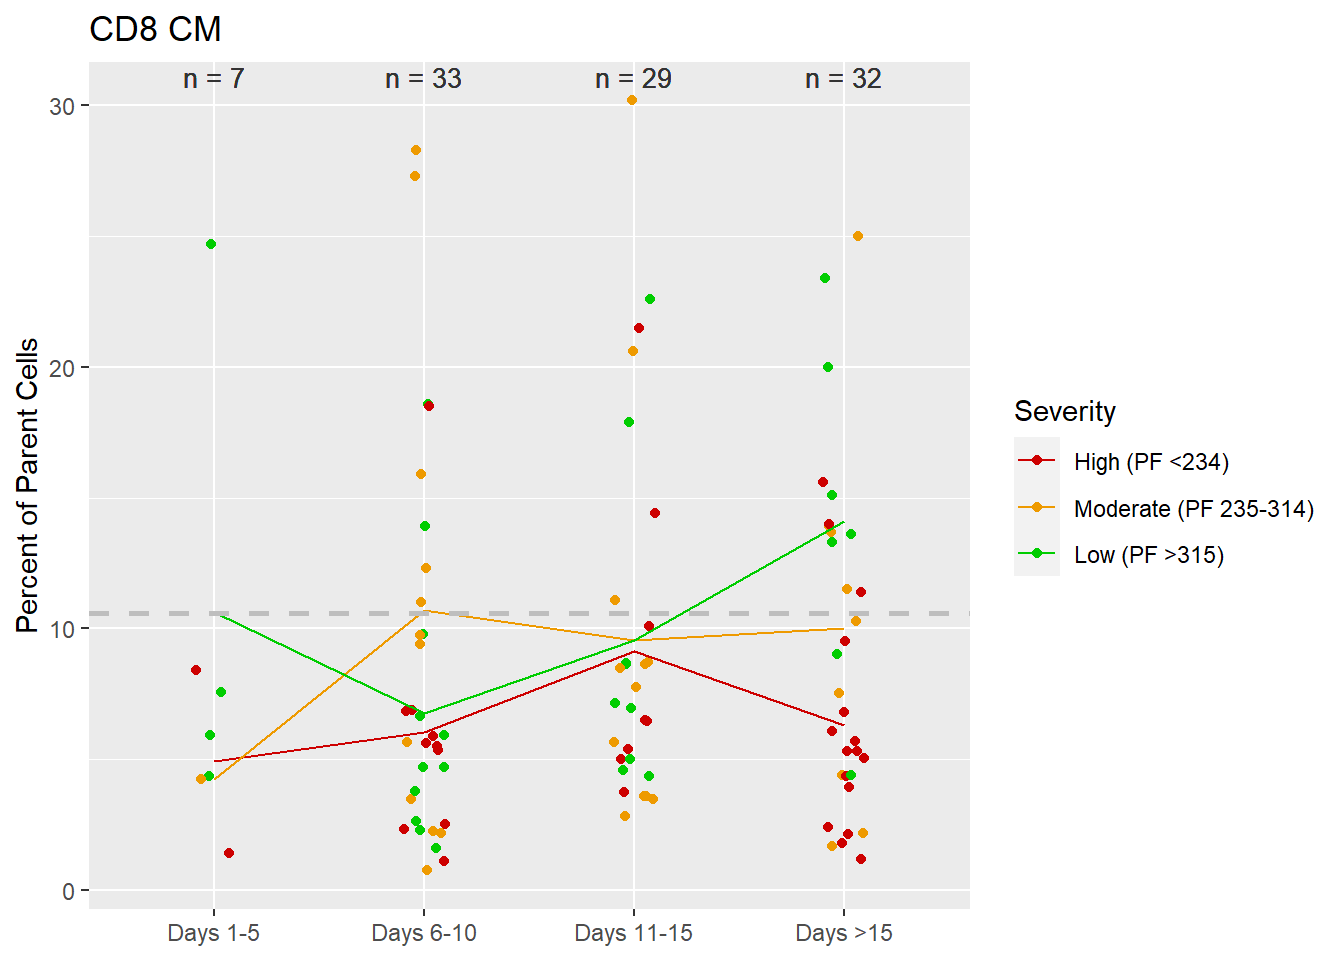 CD8 CM
n = 7
n = 33
n = 29
n = 32
30
20
10
0
Percent of Parent Cells
Days 1-5
Days 6-10
Days 11-15
Days >15
Severity
High (PF <234)
Moderate (PF 235-314)
Low (PF >315)